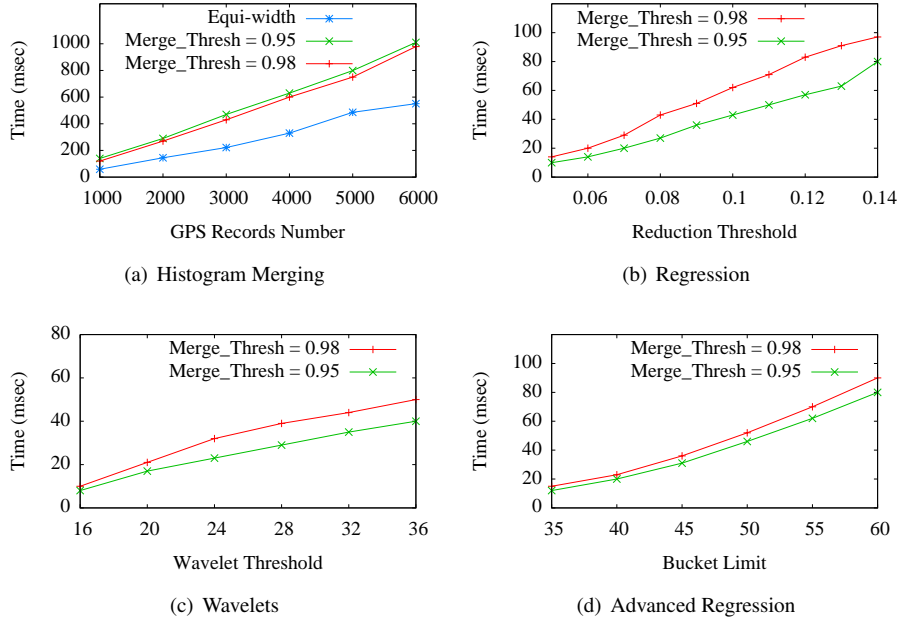 Equi-width
Merge_Thresh = 0.95
Merge_Thresh = 0.98
1000
800
600
400
200
0
Time (msec)
1000 2000 3000 4000 5000 6000
GPS Records Number
(a) Histogram Merging
Merge_Thresh = 0.98
Merge_Thresh = 0.95
100
80
60
40
20
0
Time (msec)
0.06 0.08 0.1 0.12 0.14
Reduction Threshold
(b) Regression
Merge_Thresh = 0.98
Merge_Thresh = 0.95
80
60
40
20
0
Time (msec)
16 20 24 28 32 36
Wavelet Threshold
(c) Wavelets
Merge_Thresh = 0.98
Merge_Thresh = 0.95
100
80
60
40
20
0
Time (msec)
35 40 45 50 55 60
Bucket Limit
(d) Advanced Regression